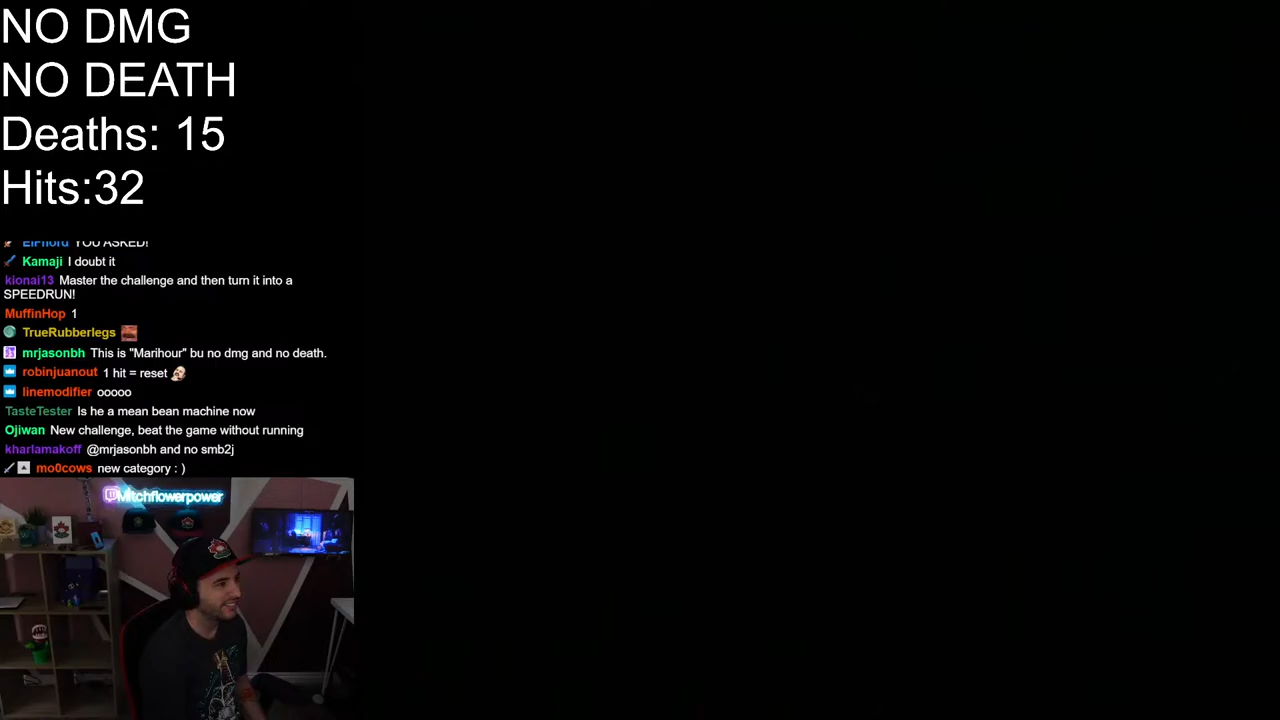 NO DMG
NO DEATH
Deaths: 15
Hits:32
YOU ASKED!
Kamaji I doubt it
kionai13 Master the challenge and then turn it into a
SPEEDRUN!
MuffinHop 1
TrueRubberlegs
mrjasonbh This is "Marihour" bu no dmg and no death.
robinjuanout 1 hit = reset
linemodifier ooooo
TasteTester Is he a mean bean machine now
Ojiwan New challenge, beat the game without running
kharlamakoff @mrjasonbh and no smb2j
mo0cows new category : )
Mitchflowerpower